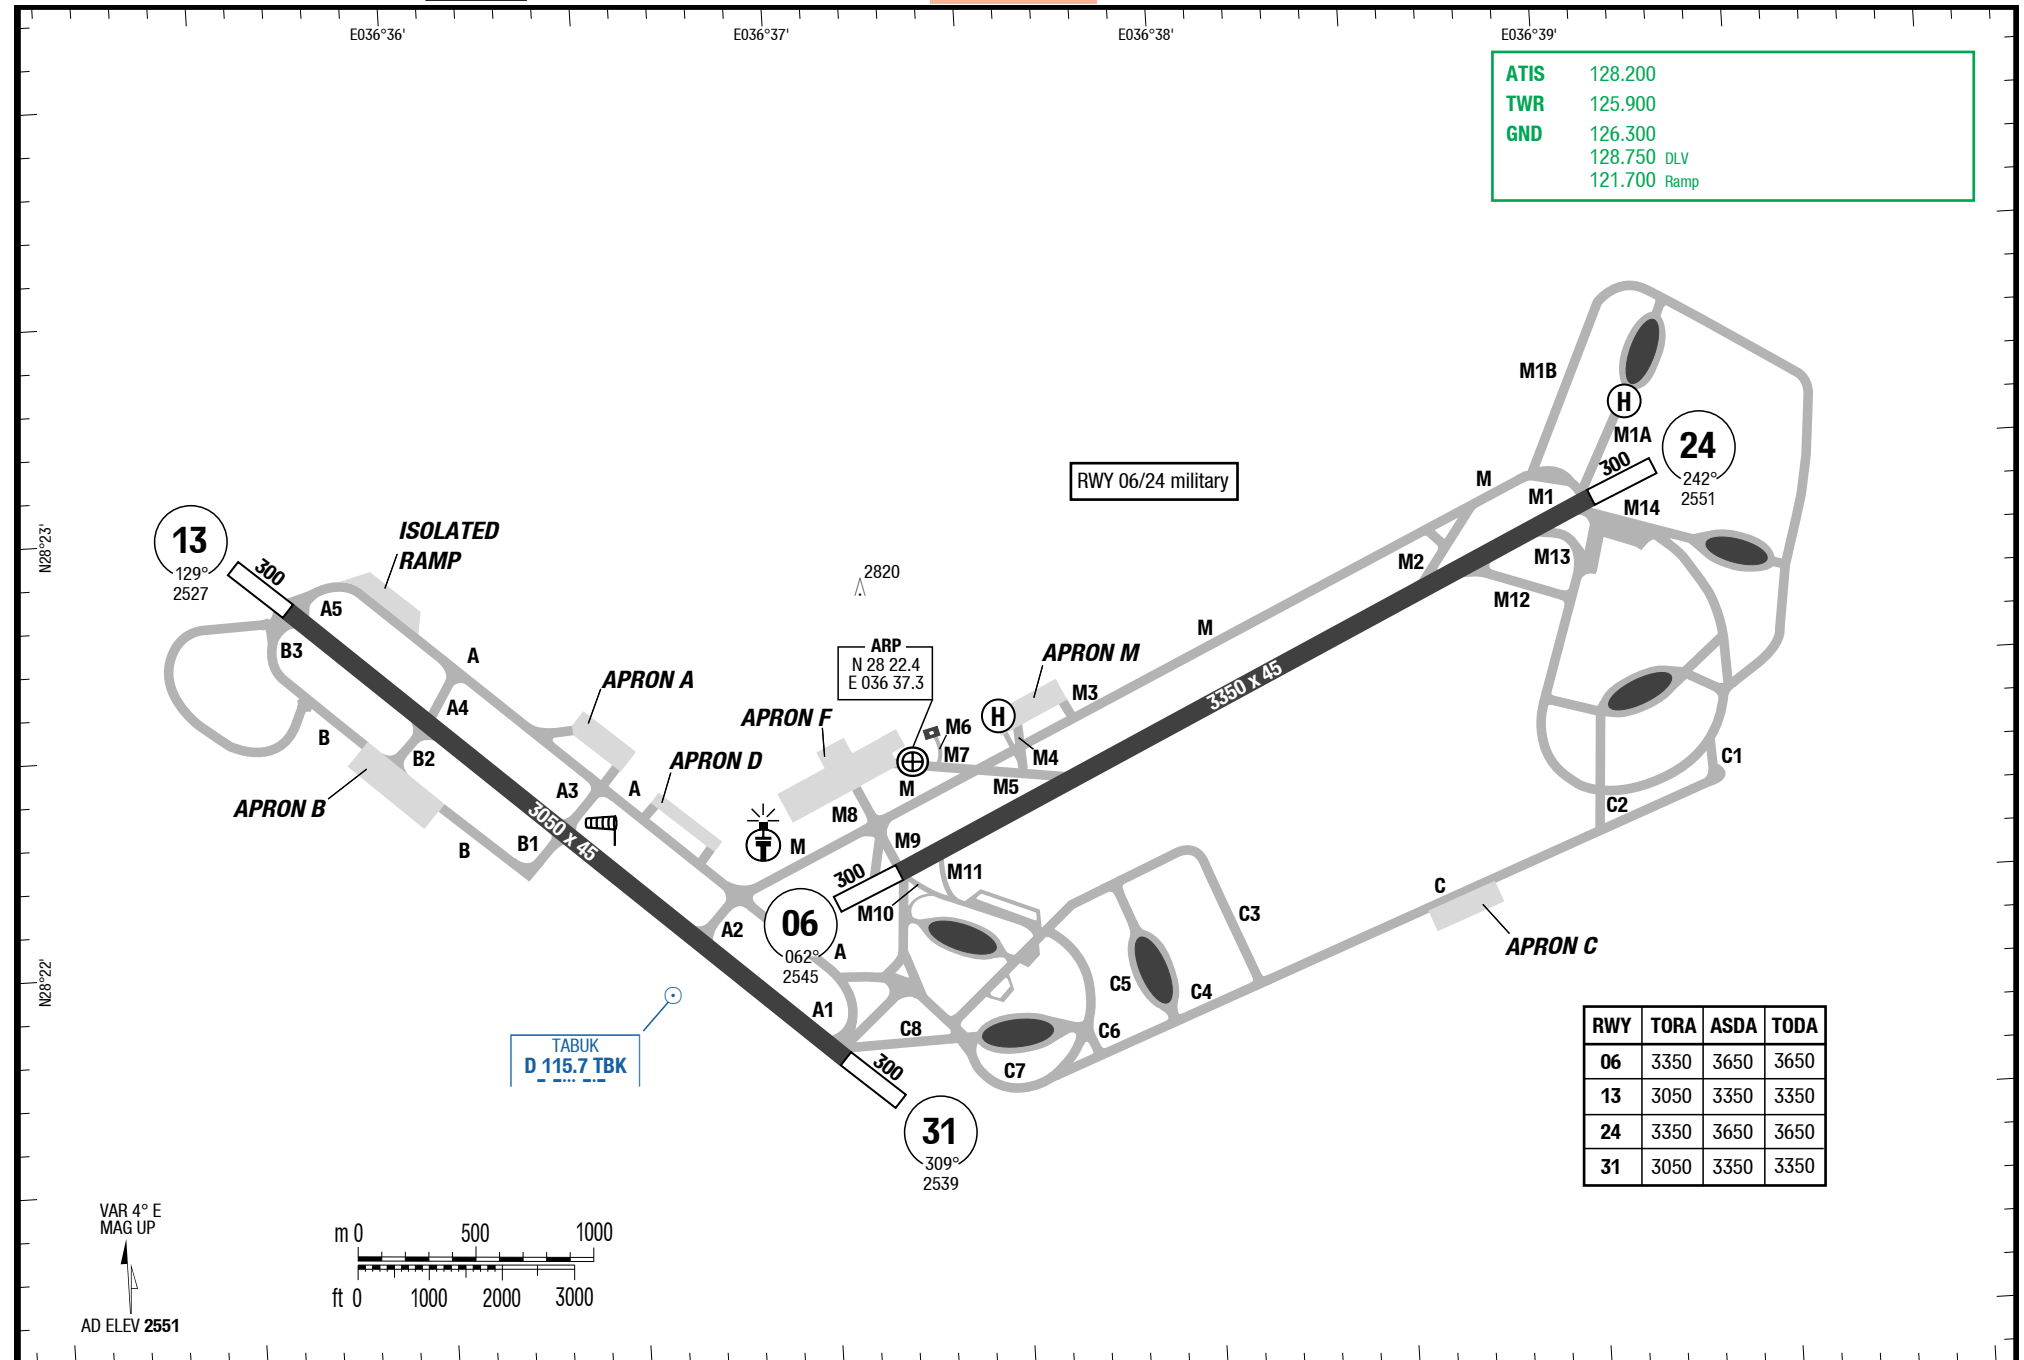 E036°36'
E036°37'
E036°38'
E036°39'
ATIS 128.200
TWR 125.900
GND 126.300
128.750 DLV
121.700 Ramp
M1B
H
M1A
24
242°
2551
300
M
M1
M14
RWY 06/24 military
N28°23'
13
129°
2527
300
ISOLATED
RAMP
2820
M2
M13
M12
A5
B3
A
M
ARP
N 28 22.4
E 036 37.3
APRON M
M3
3350 x 45
APRON A
A4
APRON F
H
M6
B
B2
M7
M4
C1
APRON D
A3
A
M
M5
C2
APRON B
3050 x 45
M8
B1
B
M
M9
M11
300
C
M10
06
062°
2545
A2
A
C3
APRON C
N28°22'
C5
C4
A1
C8
C6
C7
300
TABUK
D 115.7 TBK
31
309°
2539
RWY TORA ASDA TODA
06 3350 3650 3650
13 3050 3350 3350
24 3350 3650 3650
31 3050 3350 3350
VAR 4° E
MAG UP
AD ELEV 2551
m 0 500 1000
ft 0 1000 2000 3000